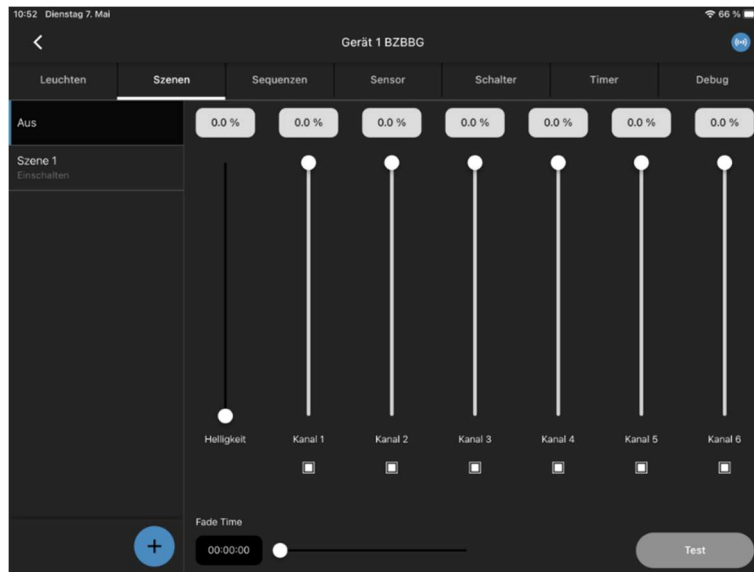 10:52 Dienstag 7. Mai 66 %
Gerät 1 BZBBG
Leuchten Szenen Sequenzen Sensor Schalter Timer Debug
Aus
Szene 1
Einschalten
0.0 % 0.0 % 0.0 % 0.0 % 0.0 % 0.0 % 0.0 %
Helligkeit Kanal 1 Kanal 2 Kanal 3 Kanal 4 Kanal 5 Kanal 6
Fade Time
00:00:00
Test